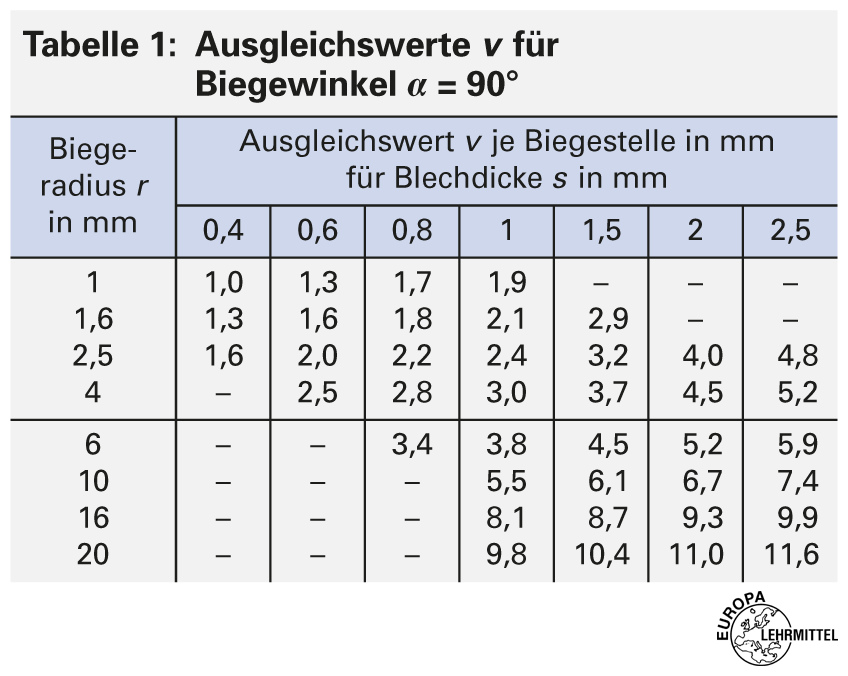 Tabelle 1: Ausgleichswerte v für
Biegewinkel α = 90°
Biege-
radius r
in mm
Ausgleichswert v je Biegestelle in mm
für Blechdicke s in mm
0,4 0,6 0,8 1 1,5 2 2,5
1 1,0 1,3 1,7 1,9 – – –
1,6 1,3 1,6 1,8 2,1 2,9 – –
2,5 1,6 2,0 2,2 2,4 3,2 4,0 4,8
4 – 2,5 2,8 3,0 3,7 4,5 5,2
6 – – 3,4 3,8 4,5 5,2 5,9
10 – – – 5,5 6,1 6,7 7,4
16 – – – 8,1 8,7 9,3 9,9
20 – – – 9,8 10,4 11,0 11,6
EUROPA
LEHRMITTEL